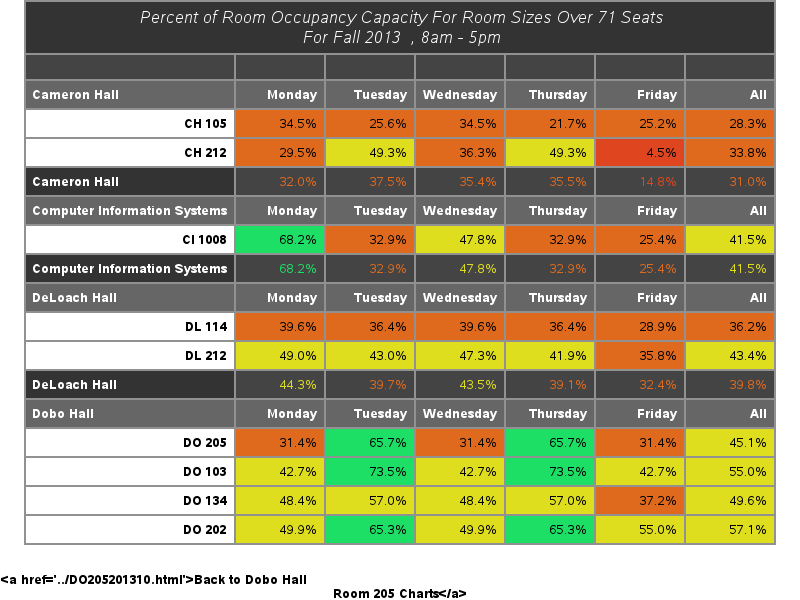 Percent of Room Occupancy Capacity For Room Sizes Over 71 Seats
For Fall 2013 , 8am - 5pm
Cameron Hall Monday Tuesday Wednesday Thursday Friday All
CH 105 34.5% 25.6% 34.5% 21.7% 25.2% 28.3%
CH 212 29.5% 49.3% 36.3% 49.3% 4.5% 33.8%
Cameron Hall 32.0% 37.5% 35.4% 35.5% 14.8% 31.0%
Computer Information Systems Monday Tuesday Wednesday Thursday Friday All
CI 1008 68.2% 32.9% 47.8% 32.9% 25.4% 41.5%
Computer Information Systems 68.2% 32.9% 47.8% 32.9% 25.4% 41.5%
DeLoach Hall Monday Tuesday Wednesday Thursday Friday All
DL 114 39.6% 36.4% 39.6% 36.4% 28.9% 36.2%
DL 212 49.0% 43.0% 47.3% 41.9% 35.8% 43.4%
DeLoach Hall 44.3% 39.7% 43.5% 39.1% 32.4% 39.8%
Dobo Hall Monday Tuesday Wednesday Thursday Friday All
DO 205 31.4% 65.7% 31.4% 65.7% 31.4% 45.1%
DO 103 42.7% 73.5% 42.7% 73.5% 42.7% 55.0%
DO 134 48.4% 57.0% 48.4% 57.0% 37.2% 49.6%
DO 202 49.9% 65.3% 49.9% 65.3% 55.0% 57.1%
<a href='../DO205201310.html'>Back to Dobo Hall
Room 205 Charts</a>